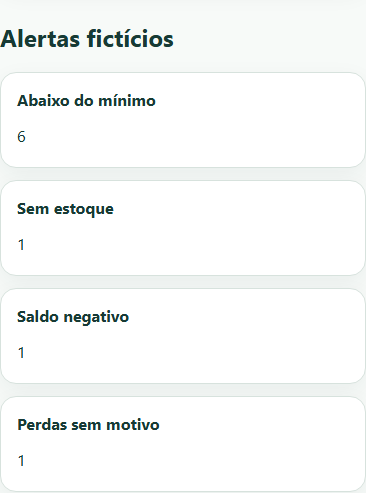 Alertas fictícios
Abaixo do mínimo
6
Sem estoque
1
Saldo negativo
1
Perdas sem motivo
1